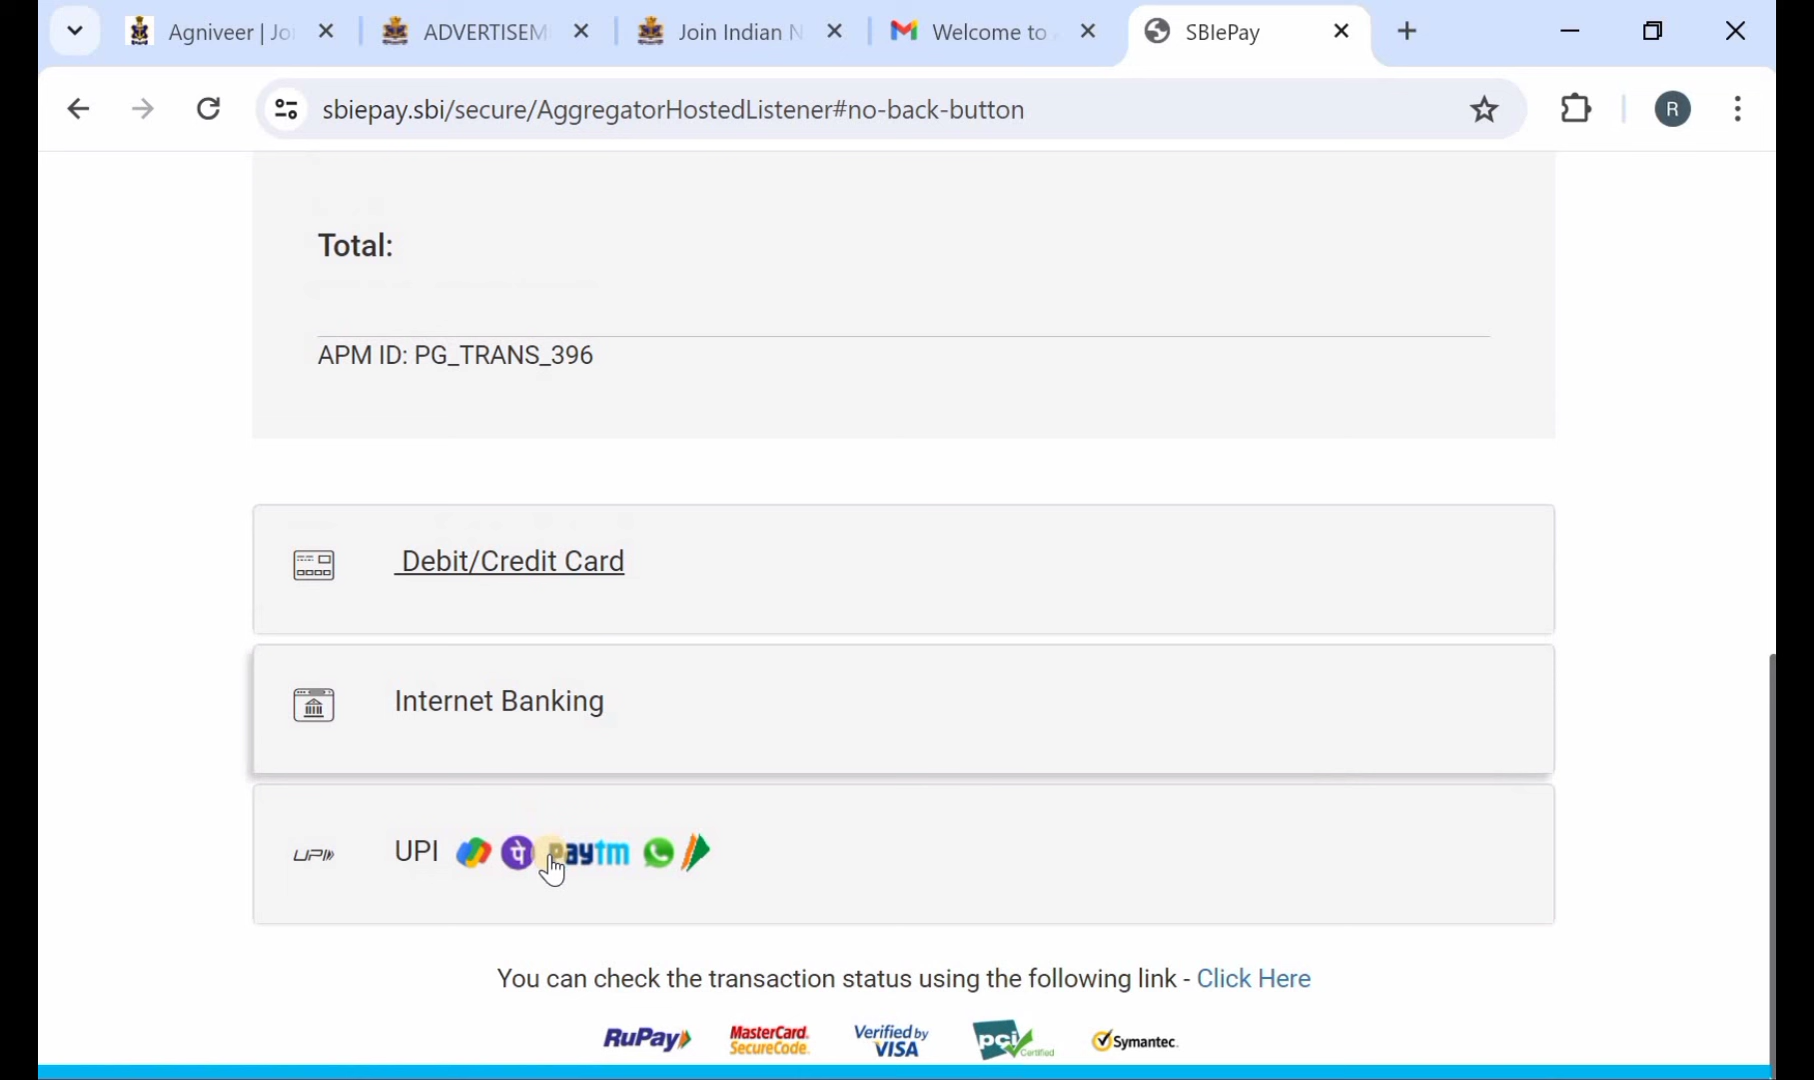 Agniveer | Jo
ADVERTISEM
Join Indian N
Welcome to
SBIePay
sbiepay.sbi/secure/AggregatorHostedListener#no-back-button
R
Total:
APM ID: PG_TRANS_396
Debit/Credit Card
Internet Banking
UPI UPI पे Paytm
You can check the transaction status using the following link - Click Here
RuPay MasterCard. SecureCode. Verified by VISA pci Certified Symantec.